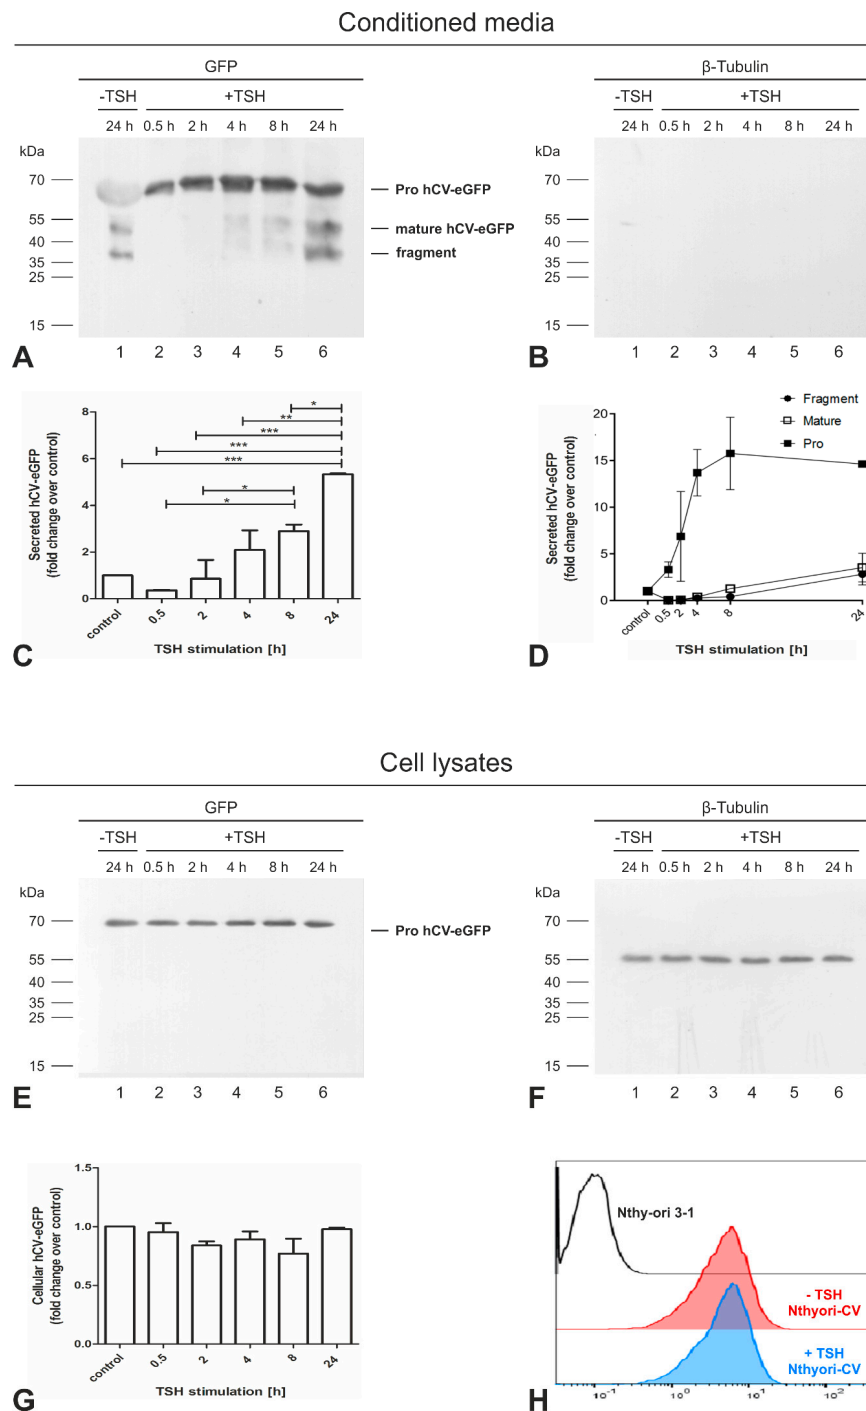 Conditioned media
GFP
-TSH +TSH
24 h 0.5 h 2 h 4 h 8 h 24 h
kDa
70
55
40
35
25
15
Pro hCV-eGFP
mature hCV-eGFP
fragment
1 2 3 4 5 6
A
β-Tubulin
-TSH +TSH
24 h 0.5 h 2 h 4 h 8 h 24 h
kDa
70
55
40
35
25
15
1 2 3 4 5 6
B
Secreted hCV-eGFP
(fold change over control)
8
6
4
2
0
*
**
***
***
***
*
*
control 0.5 2 4 8 24
TSH stimulation [h]
C
Secreted hCV-eGFP
(fold change over control)
20
15
10
5
0
Fragment
Mature
Pro
control 0.5 2 4 8 24
TSH stimulation [h]
D
Cell lysates
GFP
-TSH +TSH
24 h 0.5 h 2 h 4 h 8 h 24 h
kDa
70
55
40
35
25
15
Pro hCV-eGFP
1 2 3 4 5 6
E
β-Tubulin
-TSH +TSH
24 h 0.5 h 2 h 4 h 8 h 24 h
kDa
70
55
40
35
25
15
1 2 3 4 5 6
F
Cellular hCV-eGFP
(fold change over control)
1.5
1.0
0.5
0.0
control 0.5 2 4 8 24
TSH stimulation [h]
G
Nthy-ori 3-1
- TSH
Nthyori-CV
+ TSH
Nthyori-CV
10⁻¹ 10⁰ 10¹ 10²
H